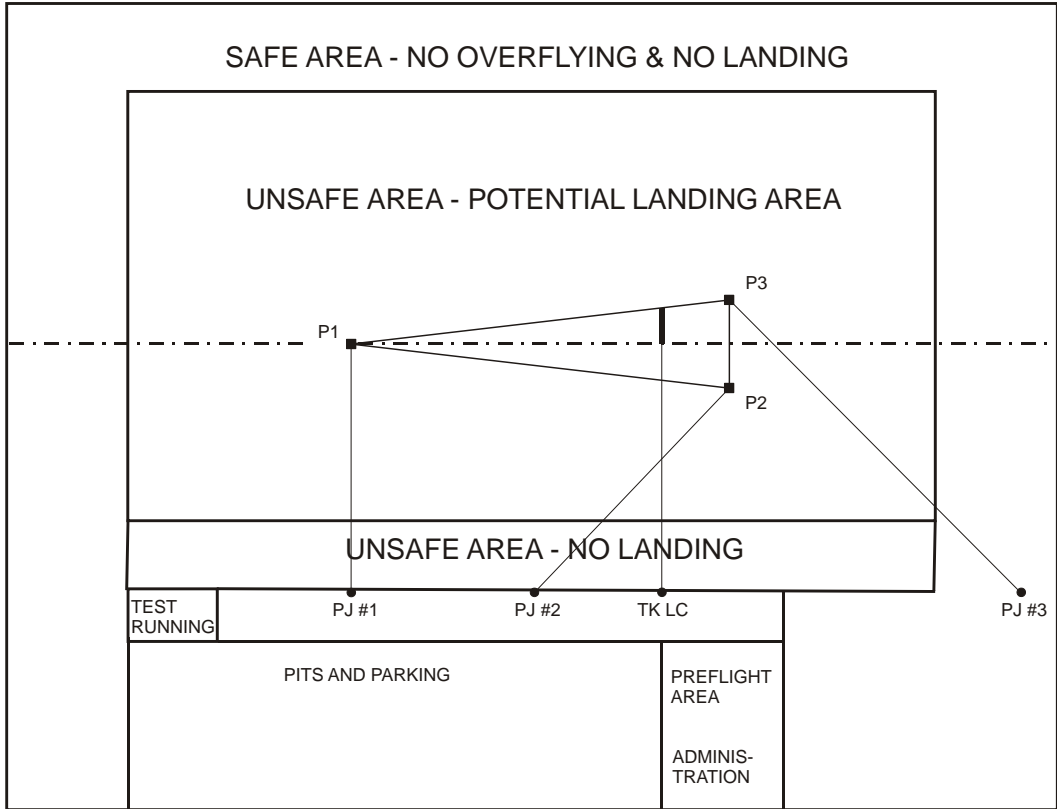 SAFE AREA - NO OVERFLYING & NO LANDING
UNSAFE AREA - POTENTIAL LANDING AREA
P3
P1
P2
UNSAFE AREA - NO LANDING
TEST
RUNNING
PJ #1
PJ #2
TK LC
PJ #3
PITS AND PARKING
PREFLIGHT
AREA
ADMINIS-
TRATION